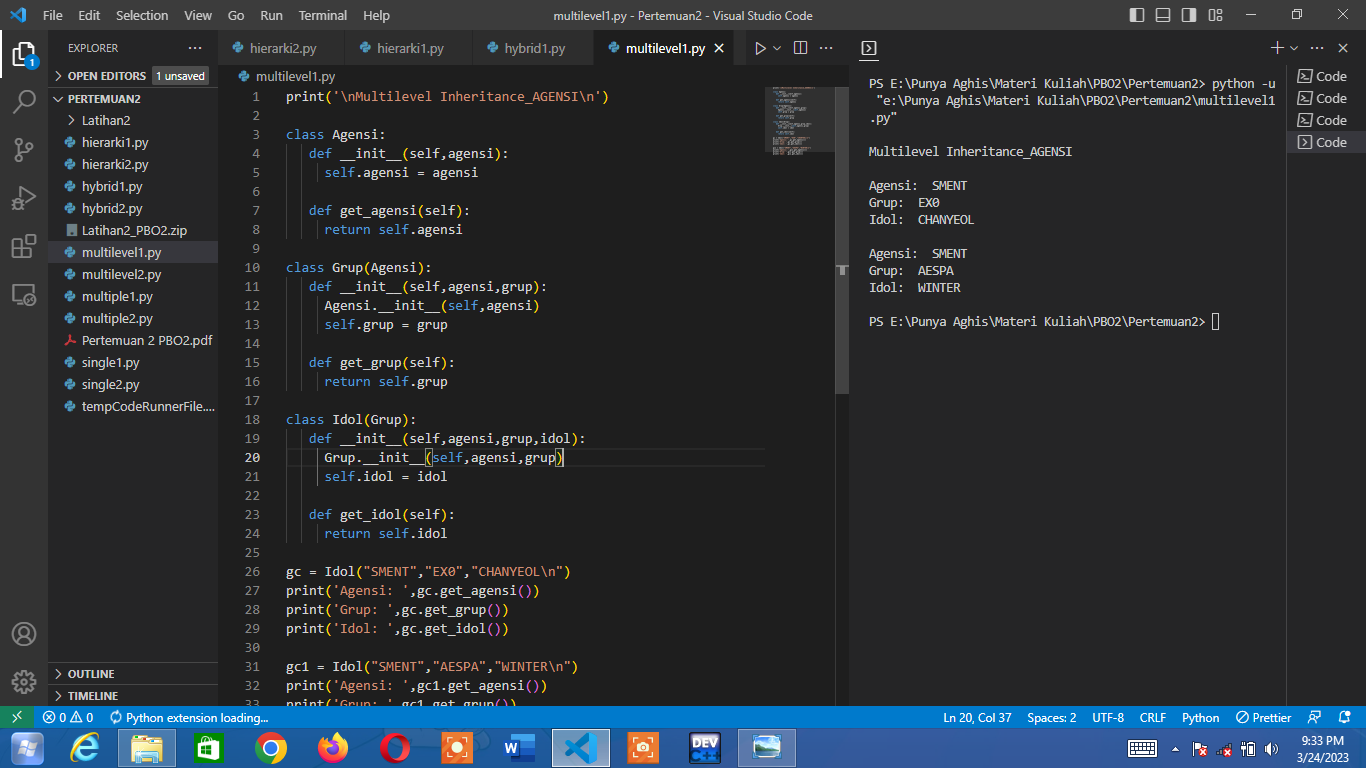 File Edit Selection View Go Run Terminal Help
multilevel1.py - Pertemuan2 - Visual Studio Code
EXPLORER
OPEN EDITORS 1 unsaved
PERTEMUAN2
Latihan2
hierarki1.py
hierarki2.py
hybrid1.py
hybrid2.py
Latihan2_PBO2.zip
multilevel1.py
multilevel2.py
multiple1.py
multiple2.py
Pertemuan 2 PBO2.pdf
single1.py
single2.py
tempCodeRunnerFile....
OUTLINE
TIMELINE
1
hierarki2.py hierarki1.py hybrid1.py multilevel1.py
multilevel1.py
1 print('\nMultilevel Inheritance_AGENSI\n')
2
3 class Agensi:
4 def __init__(self,agensi):
5 self.agensi = agensi
6
7 def get_agensi(self):
8 return self.agensi
9
10 class Grup(Agensi):
11 def __init__(self,agensi,grup):
12 Agensi.__init__(self,agensi)
13 self.grup = grup
14
15 def get_grup(self):
16 return self.grup
17
18 class Idol(Grup):
19 def __init__(self,agensi,grup,idol):
20 Grup.__init__(self,agensi,grup)
21 self.idol = idol
22
23 def get_idol(self):
24 return self.idol
25
26 gc = Idol("SMENT","EX0","CHANYEOL\n")
27 print('Agensi: ',gc.get_agensi())
28 print('Grup: ',gc.get_grup())
29 print('Idol: ',gc.get_idol())
30
31 gc1 = Idol("SMENT","AESPA","WINTER\n")
32 print('Agensi: ',gc1.get_agensi())
33 print('Grup: ',gc1.get_grup())
PS E:\Punya Aghis\Materi Kuliah\PBO2\Pertemuan2> python -u
"e:\Punya Aghis\Materi Kuliah\PBO2\Pertemuan2\multilevel1
.py"
Multilevel Inheritance_AGENSI
Agensi:  SMENT
Grup:  EX0
Idol:  CHANYEOL
Agensi:  SMENT
Grup:  AESPA
Idol:  WINTER
PS E:\Punya Aghis\Materi Kuliah\PBO2\Pertemuan2>
Code
Code
Code
Code
0 0 Python extension loading...
Ln 20, Col 37 Spaces: 2 UTF-8 CRLF Python Prettier
DEV
C++
9:33 PM
3/24/2023